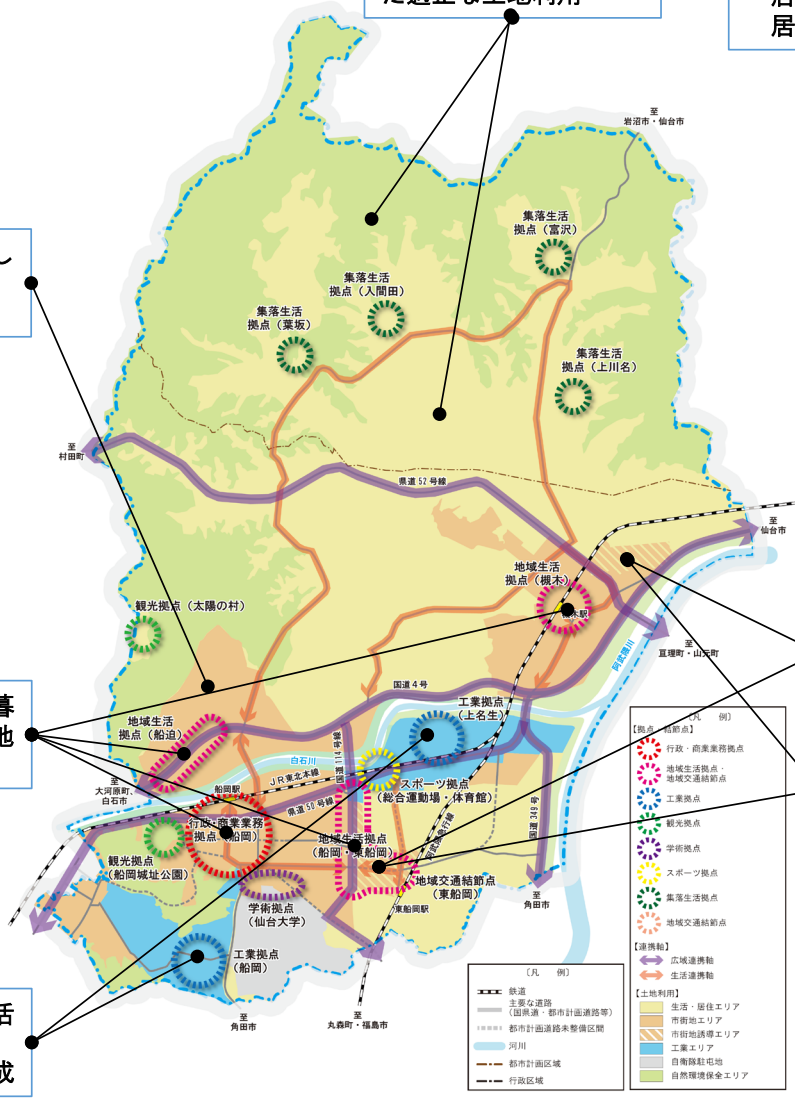 た適正な土地利用
居
至
岩沼市・仙台市
集落生活
拠点（富沢）
集落生活
拠点（入間田）
集落生活
拠点（葉坂）
集落生活
拠点（上川名）
至
村田町
県道52号線
至
仙台市
地域生活
拠点（槻木）
木駅
観光拠点（太陽の村）
阿武隈川
至
亘理町・山元町
国道4号
工業拠点
（上名生）
暮
地
地域生活
拠点（船迫）
国道114号線
白石川
JR東北本線
スポーツ拠点
（総合運動場・体育館）
至
大河原町、
白石市
船岡駅
県道50号線
行政・商業業務
拠点（船岡）
地域生活拠点
（船岡・東船岡）
阿武隈急行線
国道349号
観光拠点
（船岡城址公園）
地域交通結節点
（東船岡）
学術拠点
（仙台大学）
東船岡駅
至
角田市
工業拠点
（船岡）
至
角田市
至
丸森町・福島市
活
成
〔凡　例〕
鉄道
主要な道路
（国県道・都市計画道路等）
都市計画道路未整備区間
河川
都市計画区域
行政区域
〔凡　例〕
【拠点・結節点】
行政・商業業務拠点
地域生活拠点・
地域交通結節点
工業拠点
観光拠点
学術拠点
スポーツ拠点
集落生活拠点
地域交通結節点
【連携軸】
広域連携軸
生活連携軸
【土地利用】
生活・居住エリア
市街地エリア
市街地誘導エリア
工業エリア
自衛隊駐屯地
自然環境保全エリア